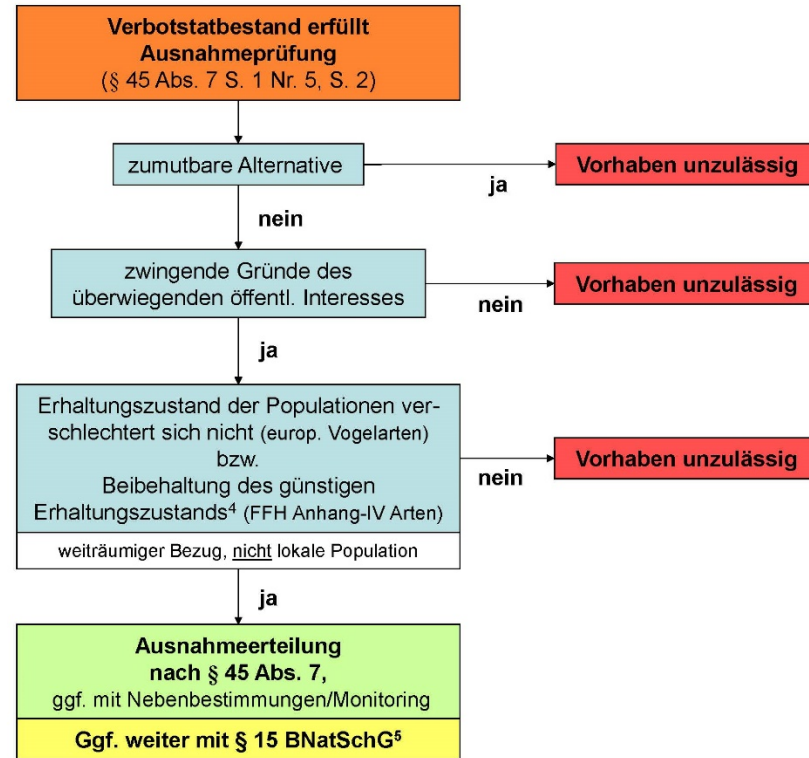 Verbotstatbestand erfüllt
Ausnahmeprüfung
(§ 45 Abs. 7 S. 1 Nr. 5, S. 2)
zumutbare Alternative
ja
Vorhaben unzulässig
nein
zwingende Gründe des
überwiegenden öffentl. Interesses
nein
Vorhaben unzulässig
ja
Erhaltungszustand der Populationen ver-
schlechtert sich nicht (europ. Vogelarten)
bzw.
Beibehaltung des günstigen
Erhaltungszustands⁴ (FFH Anhang-IV Arten)
nein
Vorhaben unzulässig
weiträumiger Bezug, nicht lokale Population
ja
Ausnahmeerteilung
nach § 45 Abs. 7,
ggf. mit Nebenbestimmungen/Monitoring
Ggf. weiter mit § 15 BNatSchG⁵